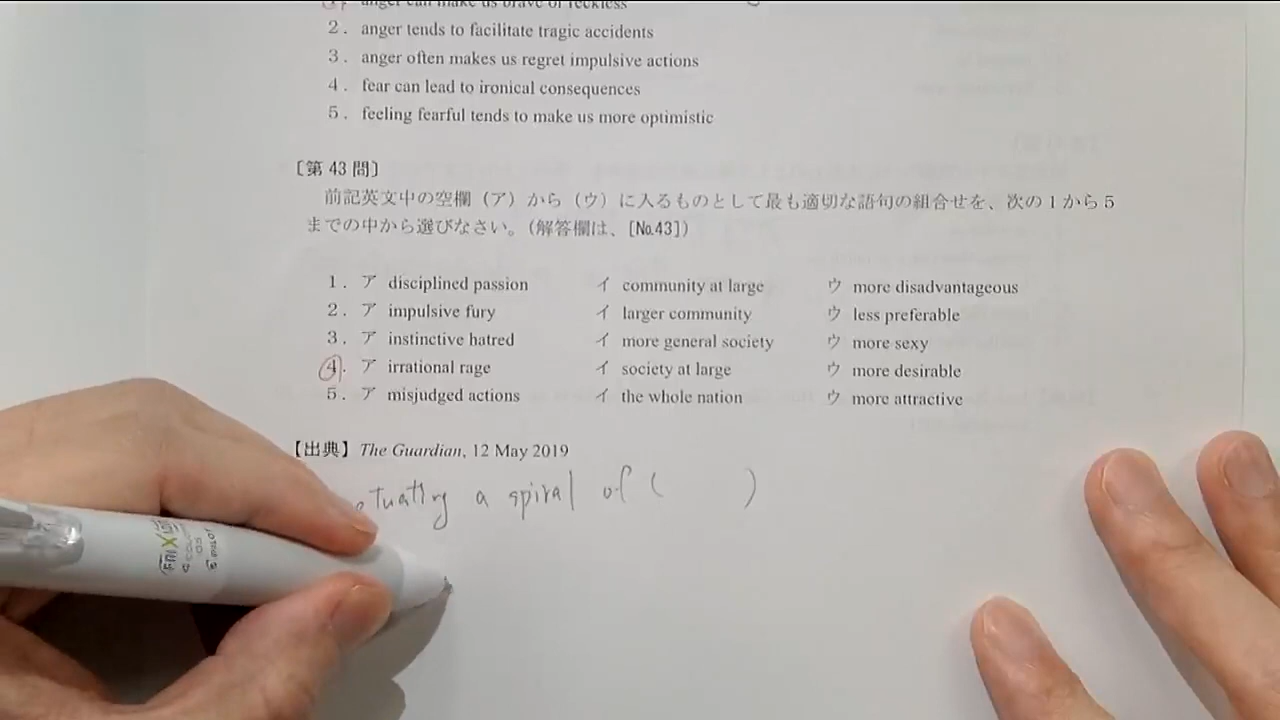 1. anger can make us brave or reckless
2. anger tends to facilitate tragic accidents
3. anger often makes us regret impulsive actions
4. fear can lead to ironical consequences
5. feeling fearful tends to make us more optimistic
〔第 43 問〕
前記英文中の空欄（ア）から（ウ）に入るものとして最も適切な語句の組合せを、次の1から5
までの中から選びなさい。（解答欄は、[No.43]）
1. ア disciplined passion イ community at large ウ more disadvantageous
2. ア impulsive fury イ larger community ウ less preferable
3. ア instinctive hatred イ more general society ウ more sexy
4. ア irrational rage イ society at large ウ more desirable
5. ア misjudged actions イ the whole nation ウ more attractive
【出典】The Guardian, 12 May 2019
a spiral of ( )